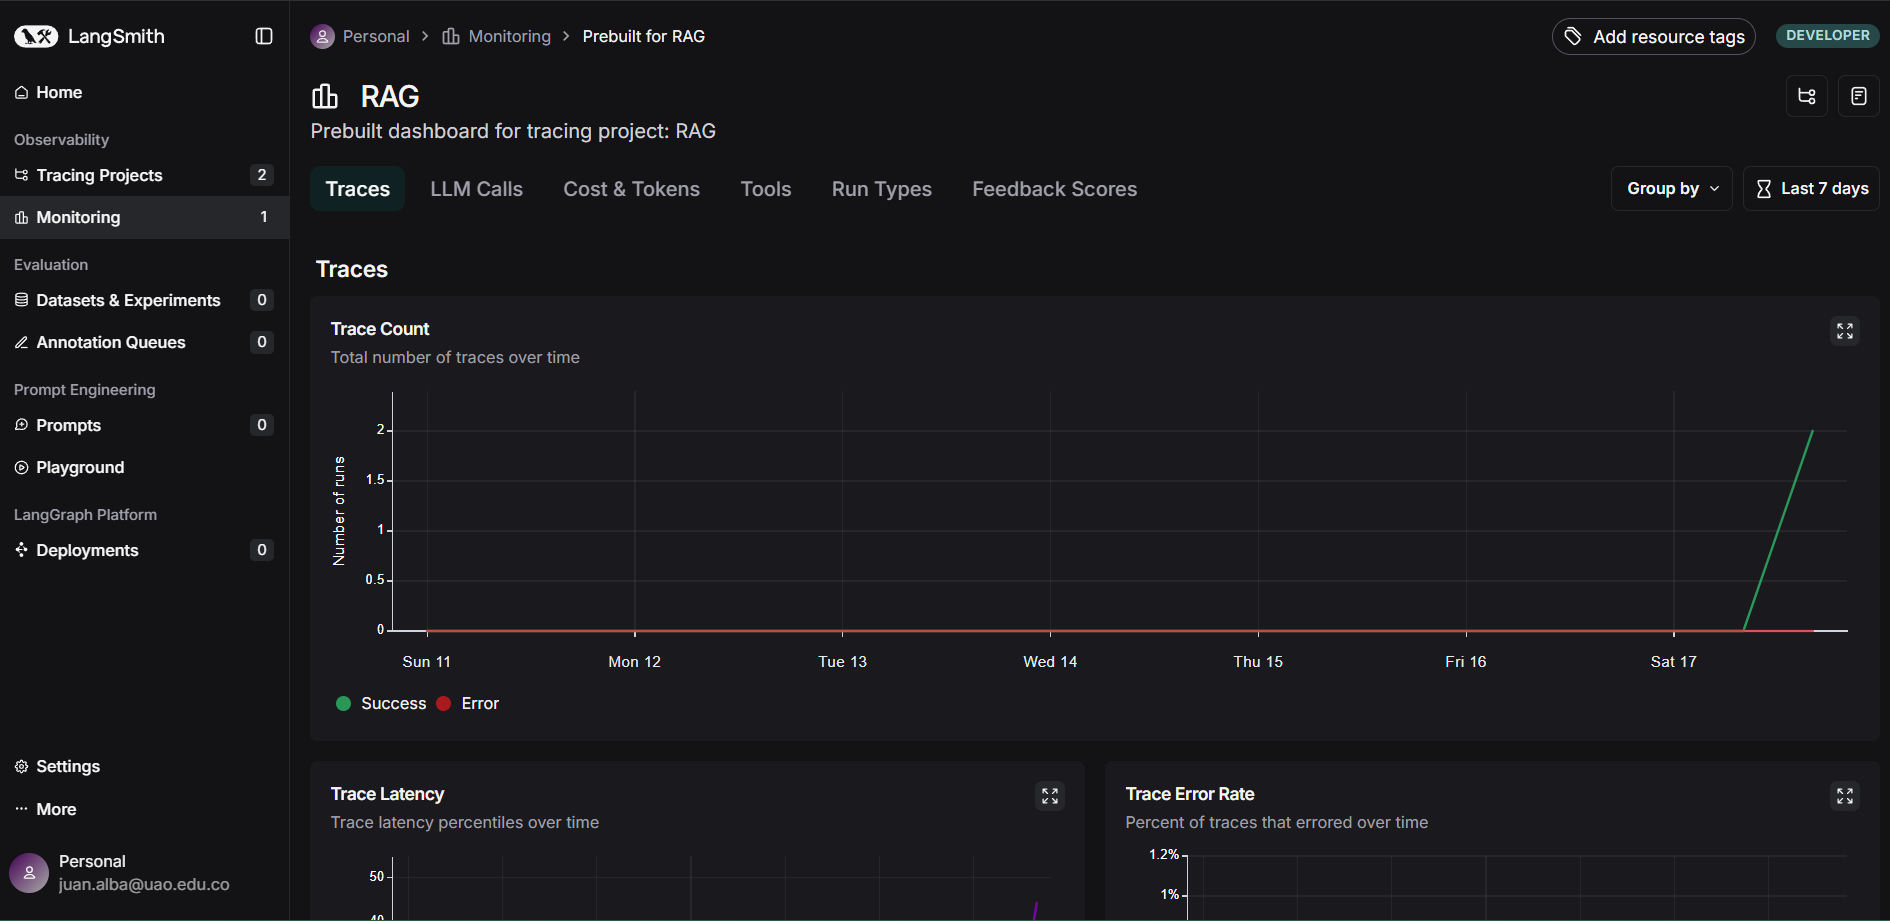 LangSmith
Home
Observability
Tracing Projects 2
Monitoring 1
Evaluation
Datasets & Experiments 0
Annotation Queues 0
Prompt Engineering
Prompts 0
Playground
LangGraph Platform
Deployments 0
Settings
More
Personal
juan.alba@uao.edu.co
Personal > Monitoring > Prebuilt for RAG
Add resource tags
DEVELOPER
RAG
Prebuilt dashboard for tracing project: RAG
Traces LLM Calls Cost & Tokens Tools Run Types Feedback Scores
Group by Last 7 days
Traces
Trace Count
Total number of traces over time
Number of runs
2
1.5
1
0.5
0
Sun 11 Mon 12 Tue 13 Wed 14 Thu 15 Fri 16 Sat 17
Success Error
Trace Latency
Trace latency percentiles over time
50
40
Trace Error Rate
Percent of traces that errored over time
1.2%
1%